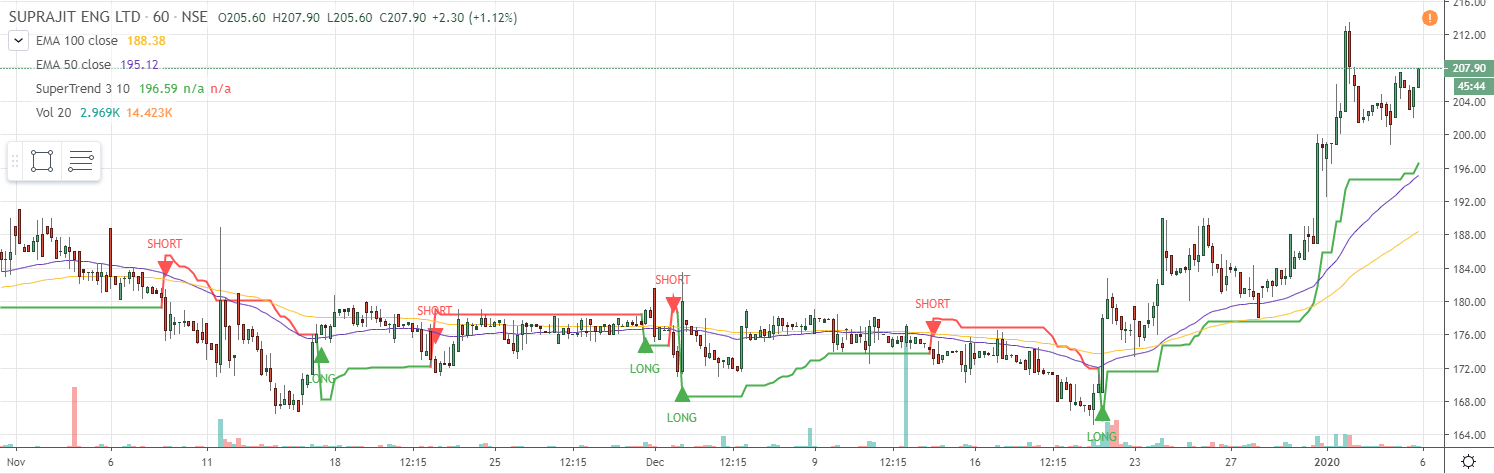 SUPRAJIT ENG LTD · 60 · NSE O205.60 H207.90 L205.60 C207.90 +2.30 (+1.12%)
EMA 100 close 188.38
EMA 50 close 195.12
SuperTrend 3 10 196.59 n/a n/a
Vol 20 2.969K 14.423K
SHORT
LONG
SHORT
LONG
SHORT
LONG
SHORT
LONG
216.00
212.00
207.90
45:44
204.00
200.00
196.00
192.00
188.00
184.00
180.00
176.00
172.00
168.00
164.00
Nov 6 11 18 12:15 25 12:15 Dec 12:15 9 12:15 16 12:15 23 27 2020 6